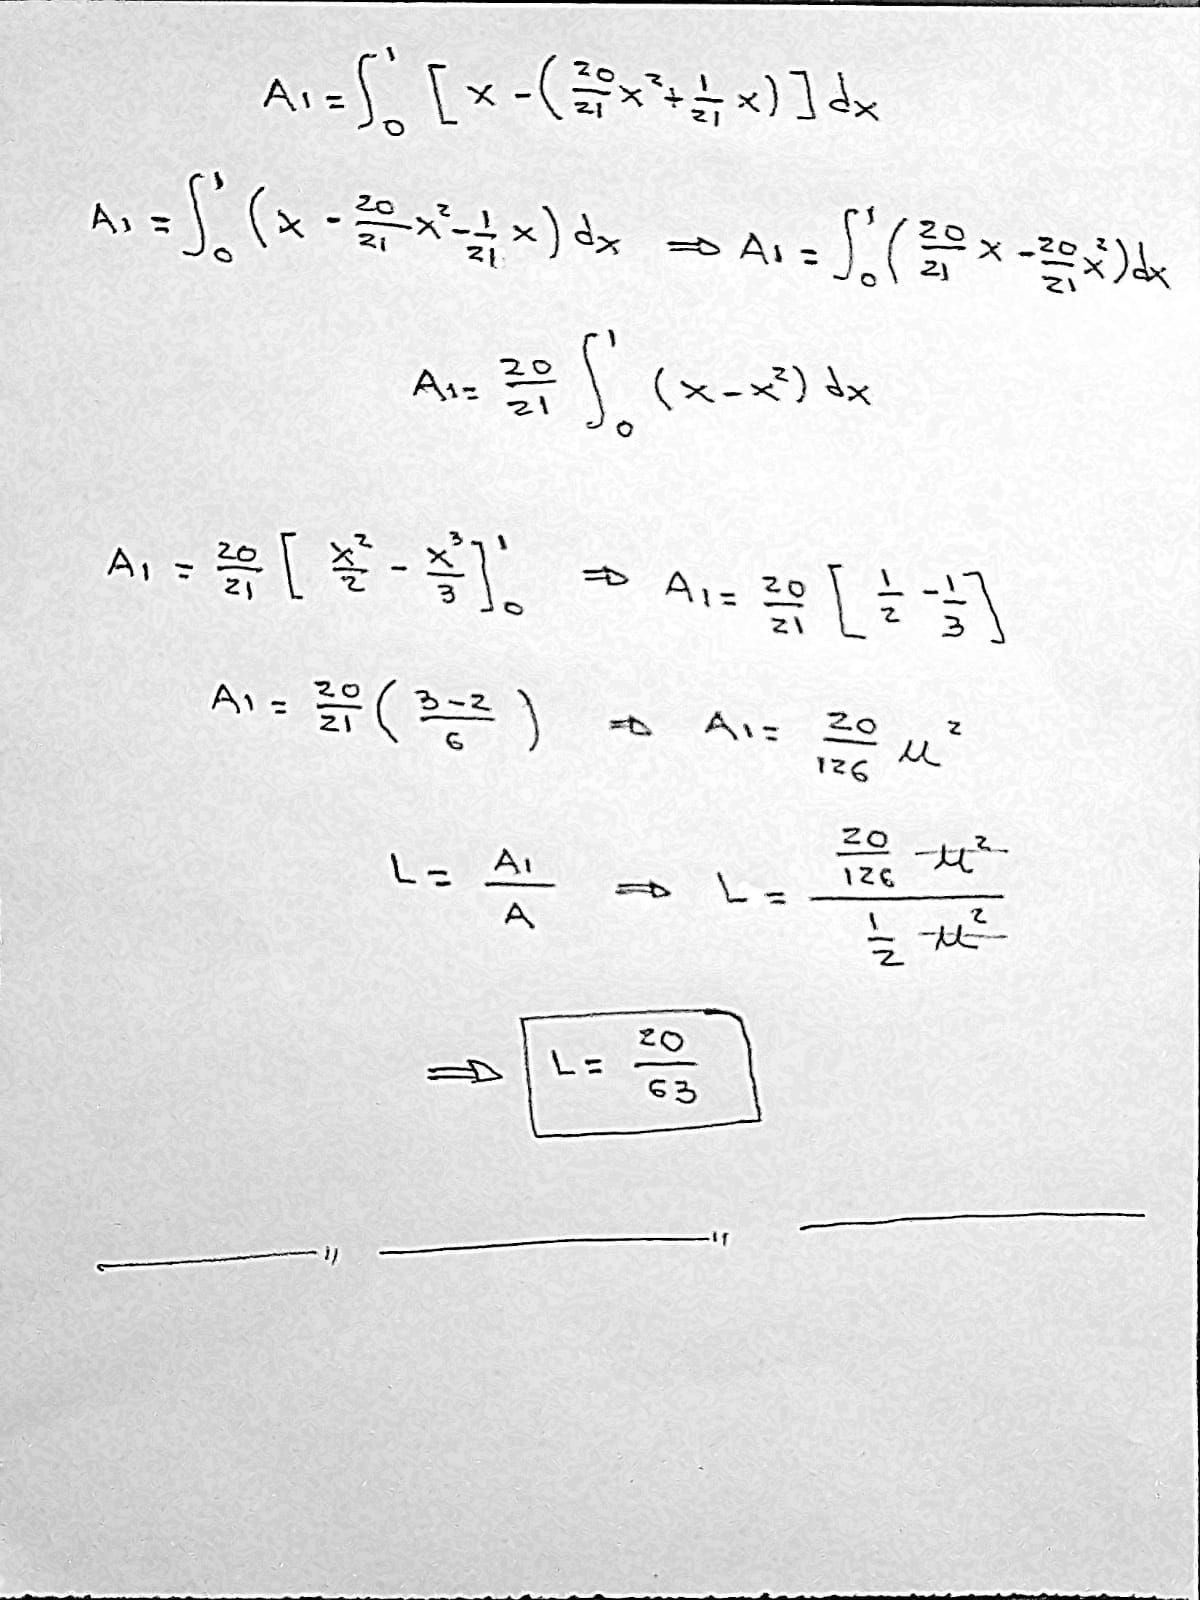 A₁ = ∫₀¹ [x - (20/21 x² + 1/21 x)] dx
A₁ = ∫₀¹ (x - 20/21 x² - 1/21 x) dx ⇒ A₁ = ∫₀¹ (20/21 x - 20/21 x²) dx
A₁ = 20/21 ∫₀¹ (x - x²) dx
A₁ = 20/21 [x²/2 - x³/3]₀¹ ⇒ A₁ = 20/21 [1/2 - 1/3]
A₁ = 20/21 (3-2/6) ⇒ A₁ = 20/126 u²
L = A₁/A ⇒ L = (20/126 u²)/(1/2 u²)
⇒ L = 20/63